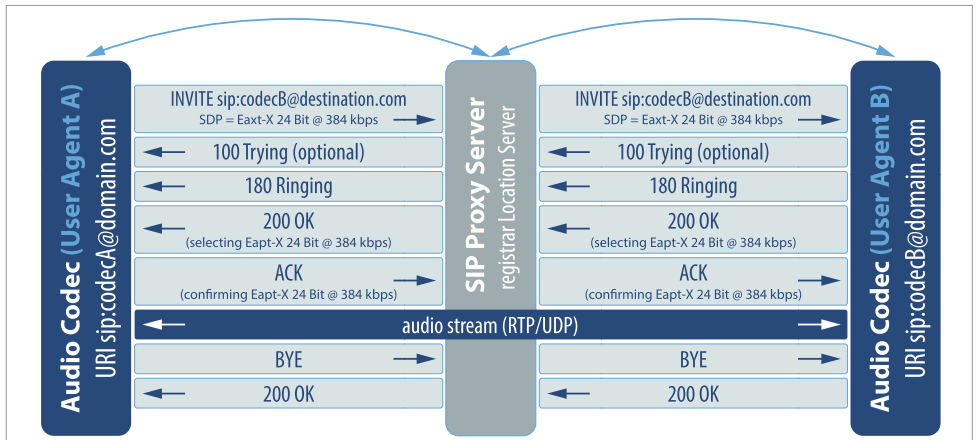 Audio Codec (User Agent A)
URI sip:codecA@domain.com
INVITE sip:codecB@destination.com
SDP = Eaxt-X 24 Bit @ 384 kbps
100 Trying (optional)
180 Ringing
200 OK
(selecting Eapt-X 24 Bit @ 384 kbps)
ACK
(confirming Eapt-X 24 Bit @ 384 kbps)
BYE
200 OK
SIP Proxy Server
registrar Location Server
audio stream (RTP/UDP)
INVITE sip:codecB@destination.com
SDP = Eaxt-X 24 Bit @ 384 kbps
100 Trying (optional)
180 Ringing
200 OK
(selecting Eapt-X 24 Bit @ 384 kbps)
ACK
(confirming Eapt-X 24 Bit @ 384 kbps)
BYE
200 OK
Audio Codec (User Agent B)
URI sip:codecB@domain.com